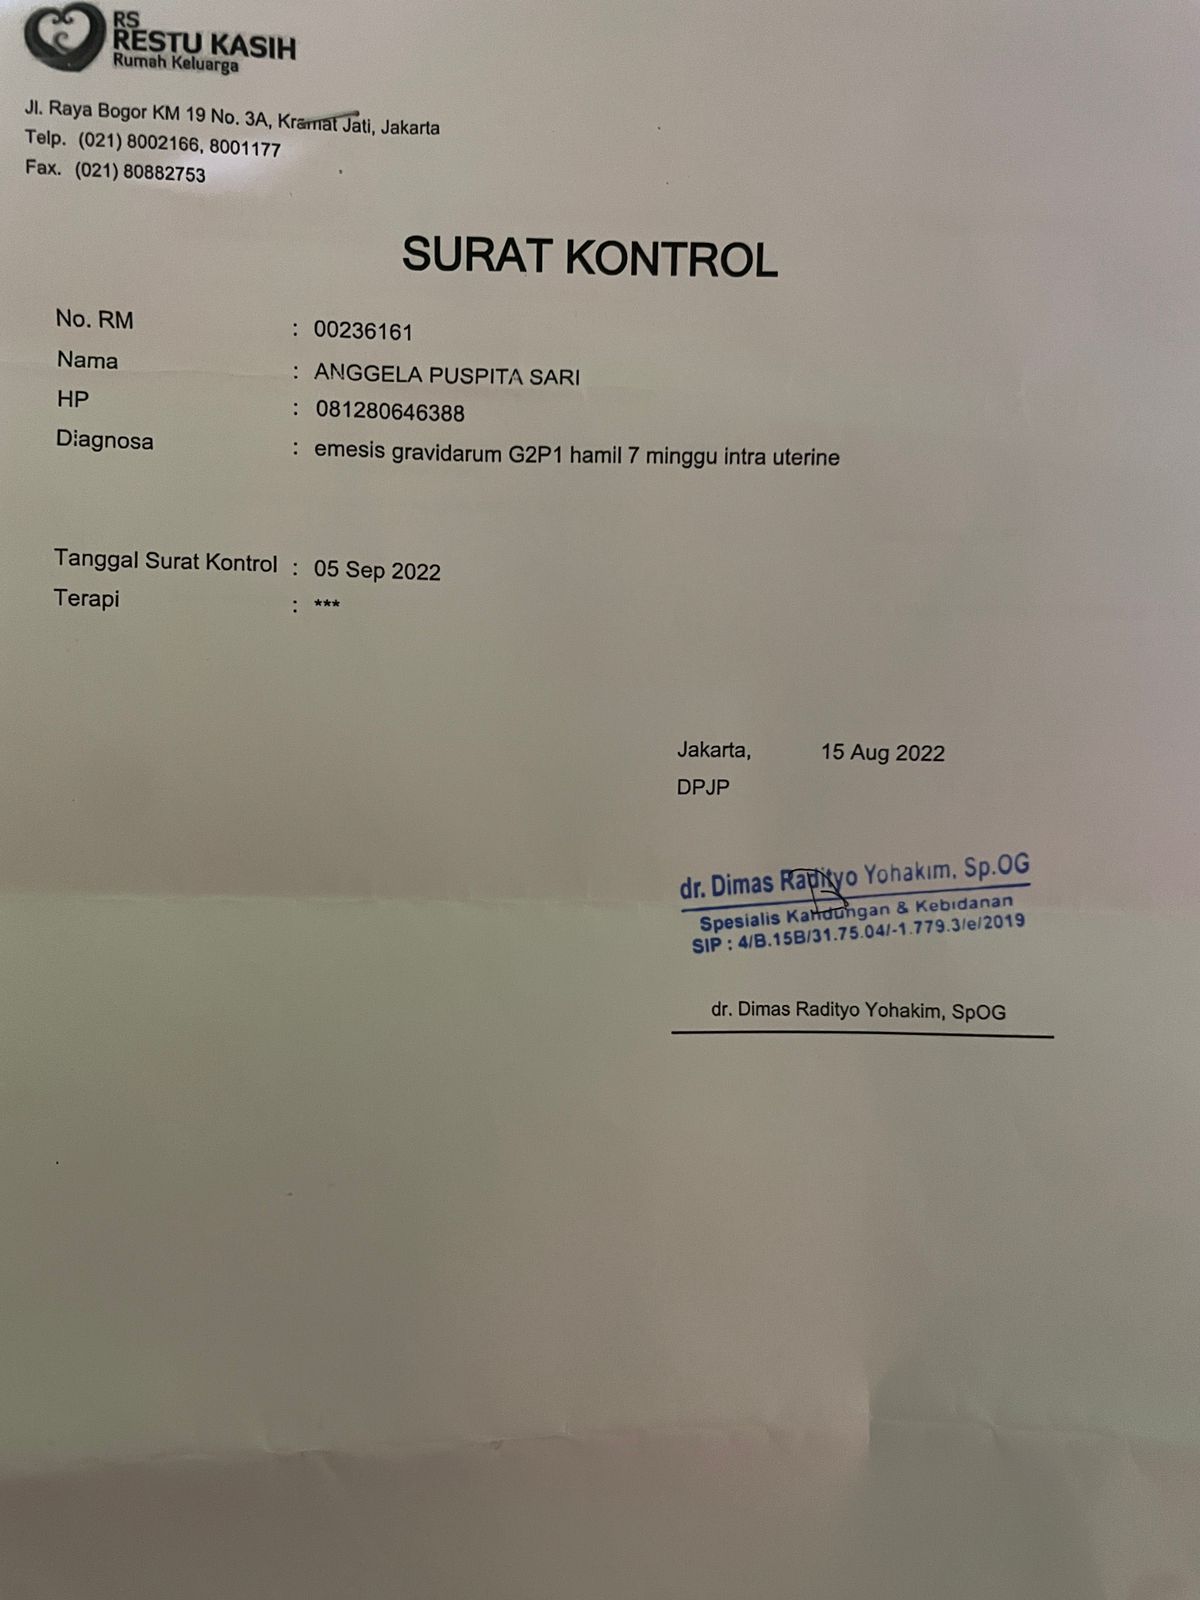 RS
RESTU KASIH
Rumah Keluarga
Jl. Raya Bogor KM 19 No. 3A, Kramat Jati, Jakarta
Telp. (021) 8002166, 8001177
Fax. (021) 80882753
SURAT KONTROL
No. RM : 00236161
Nama : ANGGELA PUSPITA SARI
HP : 081280646388
Diagnosa : emesis gravidarum G2P1 hamil 7 minggu intra uterine
Tanggal Surat Kontrol : 05 Sep 2022
Terapi : ***
Jakarta, 15 Aug 2022
DPJP
dr. Dimas Radityo Yohakim, Sp.OG
Spesialis Kandungan & Kebidanan
SIP : 4/B.15B/31.75.04/-1.779.3/e/2019
dr. Dimas Radityo Yohakim, SpOG